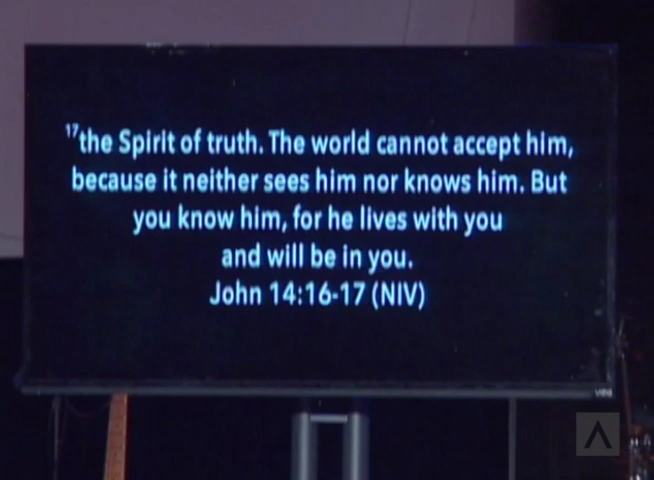 ¹⁷the Spirit of truth. The world cannot accept him,
because it neither sees him nor knows him. But
you know him, for he lives with you
and will be in you.
John 14:16-17 (NIV)